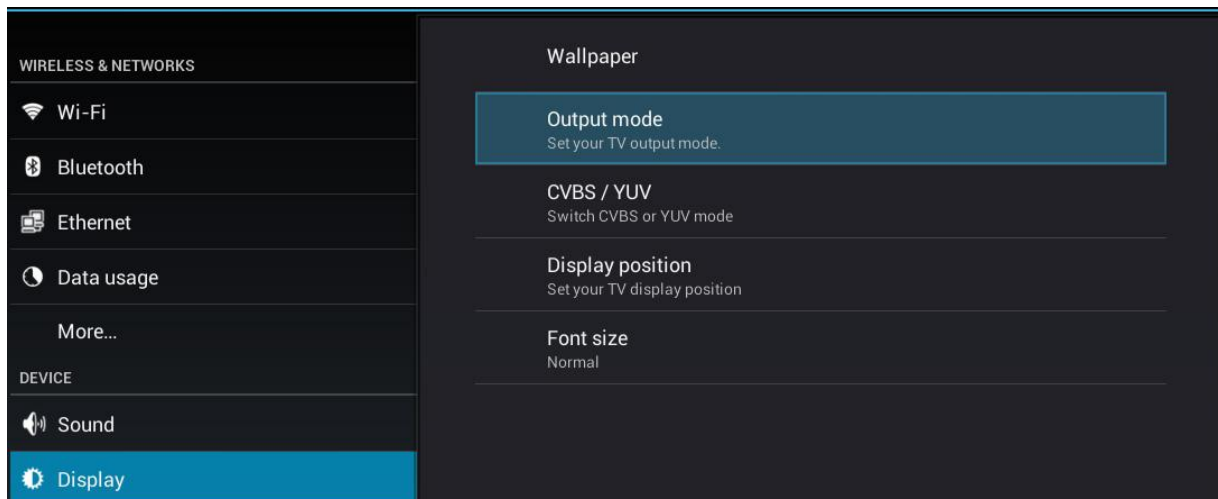 WIRELESS & NETWORKS
Wi-Fi
Bluetooth
Ethernet
Data usage
More...
DEVICE
Sound
Display
Wallpaper
Output mode
Set your TV output mode.
CVBS / YUV
Switch CVBS or YUV mode
Display position
Set your TV display position
Font size
Normal